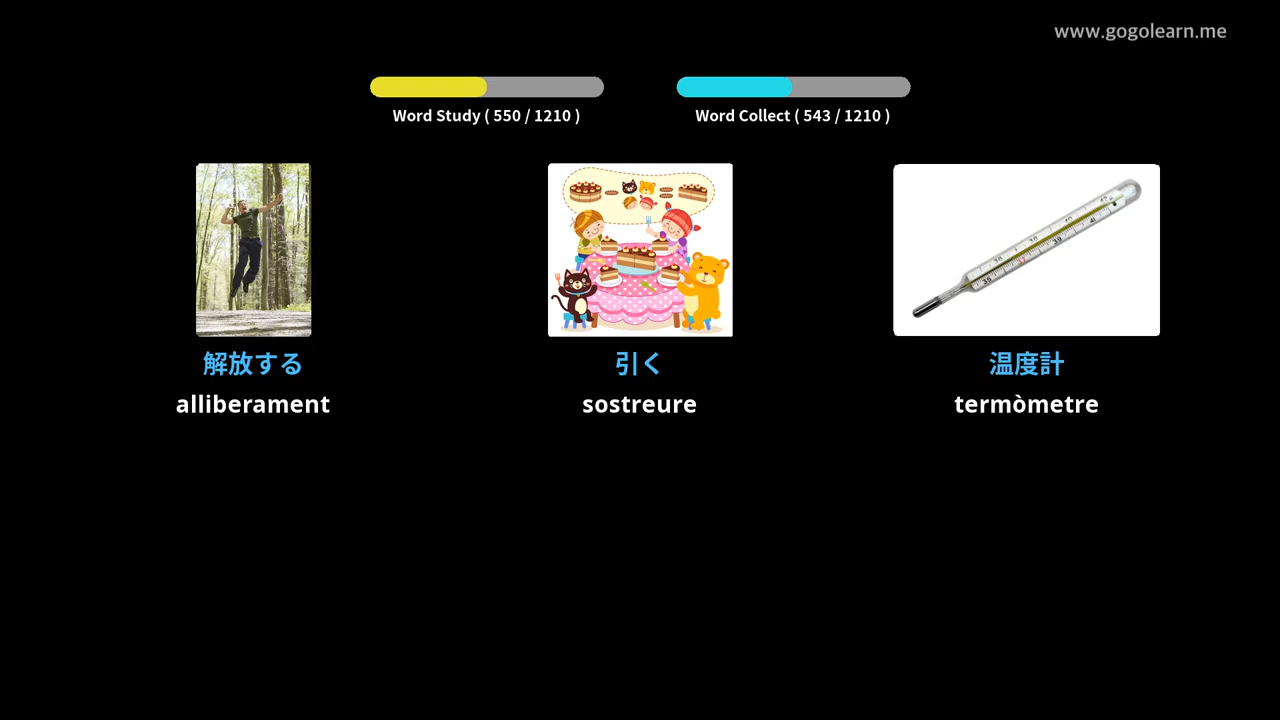 www.gogolearn.me
Word Study ( 550 / 1210 )
Word Collect ( 543 / 1210 )
解放する
引く
温度計
alliberament
sostreure
termòmetre